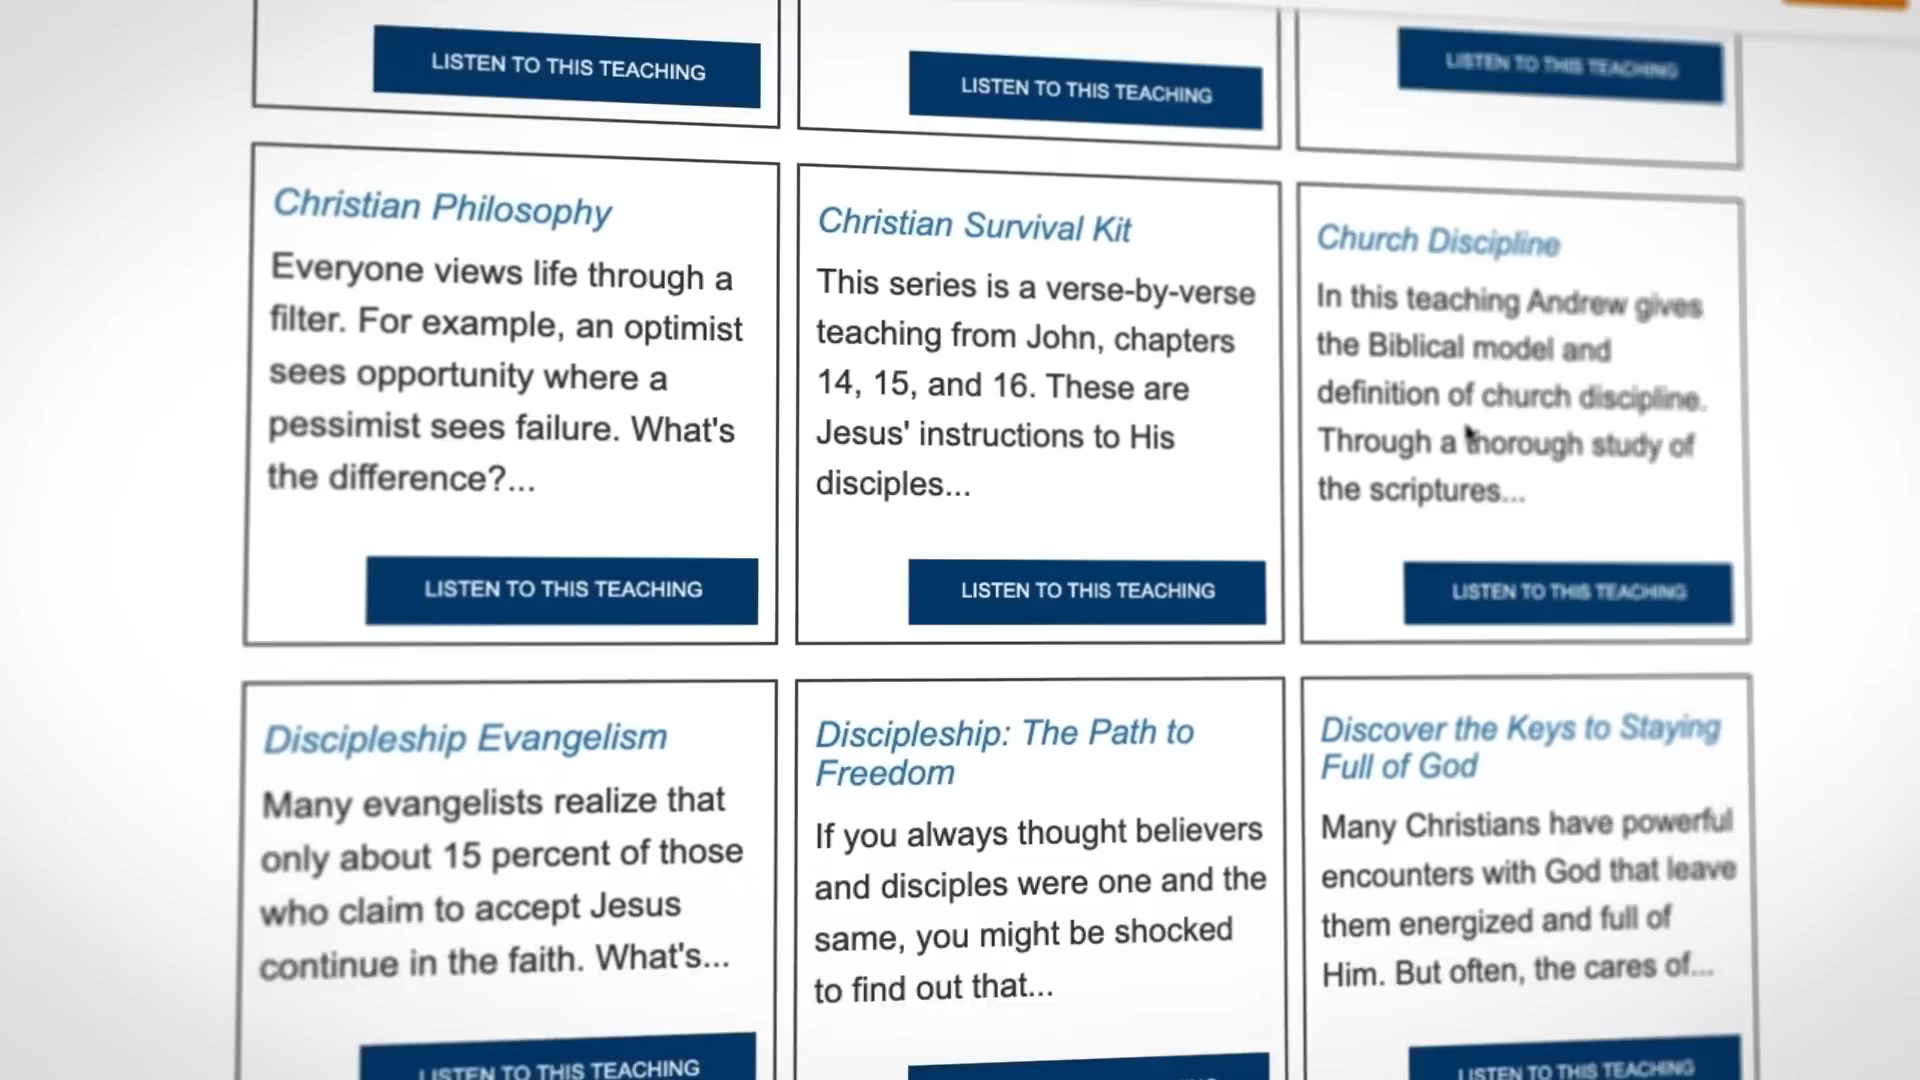 LISTEN TO THIS TEACHING
LISTEN TO THIS TEACHING
LISTEN TO THIS TEACHING
Christian Philosophy
Everyone views life through a
filter. For example, an optimist
sees opportunity where a
pessimist sees failure. What's
the difference?...
LISTEN TO THIS TEACHING
Christian Survival Kit
This series is a verse-by-verse
teaching from John, chapters
14, 15, and 16. These are
Jesus' instructions to His
disciples...
LISTEN TO THIS TEACHING
Church Discipline
In this teaching Andrew gives
the Biblical model and
definition of church discipline.
Through a thorough study of
the scriptures...
LISTEN TO THIS TEACHING
Discipleship Evangelism
Many evangelists realize that
only about 15 percent of those
who claim to accept Jesus
continue in the faith. What's...
LISTEN TO THIS TEACHING
Discipleship: The Path to
Freedom
If you always thought believers
and disciples were one and the
same, you might be shocked
to find out that...
Discover the Keys to Staying
Full of God
Many Christians have powerful
encounters with God that leave
them energized and full of
Him. But often, the cares of...
LISTEN TO THIS TEACHING